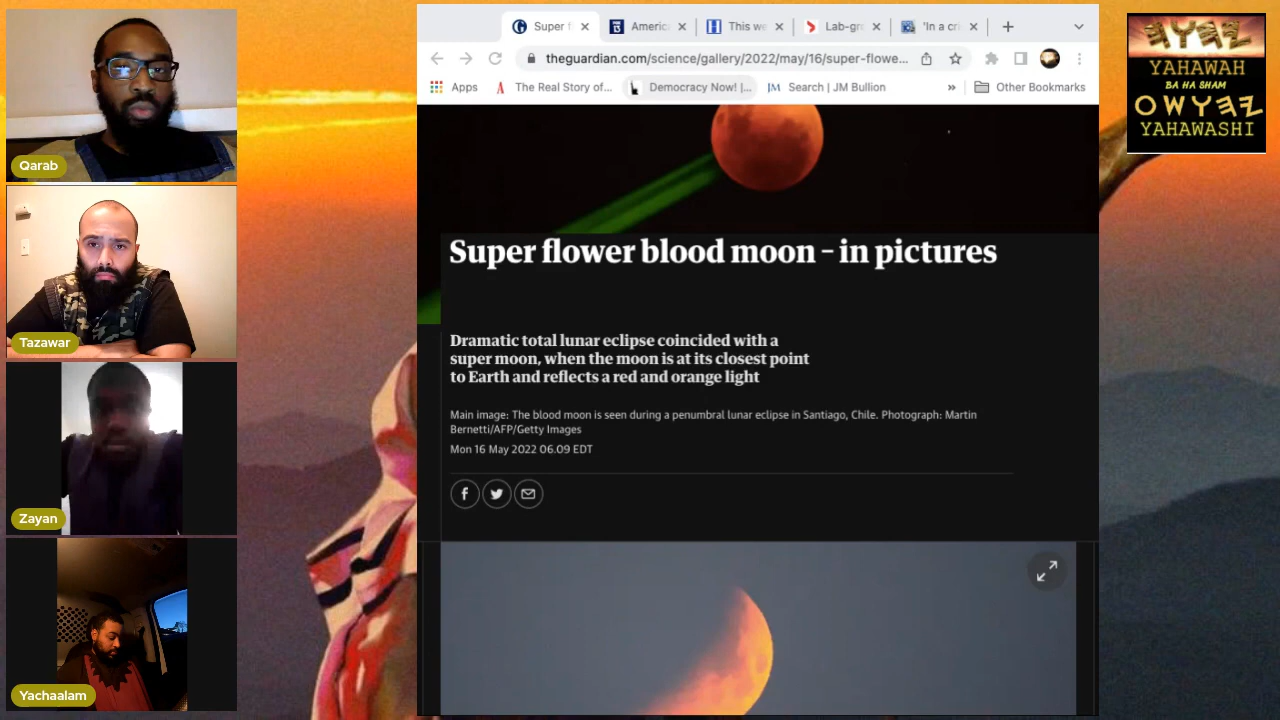 Qarab
Tazawar
Zayan
Yachaalam
Super f
Americ
This we
Lab-gr
'In a cri
theguardian.com/science/gallery/2022/may/16/super-flowe...
Apps
The Real Story of...
Democracy Now! |...
JM Search | JM Bullion
»
Other Bookmarks
Super flower blood moon – in pictures
Dramatic total lunar eclipse coincided with a
super moon, when the moon is at its closest point
to Earth and reflects a red and orange light
Main image: The blood moon is seen during a penumbral lunar eclipse in Santiago, Chile. Photograph: Martin
Bernetti/AFP/Getty Images
Mon 16 May 2022 06.09 EDT
YAHAWAH
BA HA SHAM
YAHAWASHI